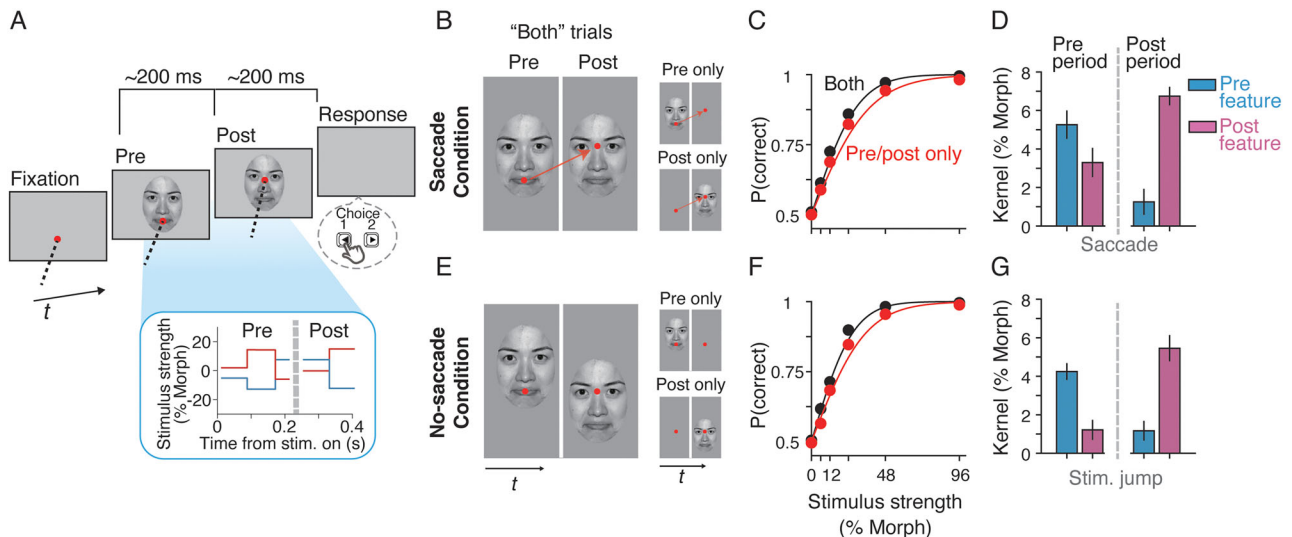 A
~200 ms
~200 ms
Response
Post
Pre
Fixation
Choice
1 2
t
Pre Post
Stimulus strength
(% Morph)
20
0
-20
0 0.2 0.4
Time from stim. on (s)
B
"Both" trials
Pre Post
Pre only
Post only
Saccade
Condition
C
P(correct)
1
0.75
0.5
Both
Pre/post only
D
Pre
period
Post
period
Kernel (% Morph)
8
6
4
2
0
Pre
feature
Post
feature
Saccade
E
No-saccade
Condition
Pre only
Post only
t
t
F
P(correct)
1
0.75
0.5
0 12 48 96
Stimulus strength
(% Morph)
G
Kernel (% Morph)
8
6
4
2
0
Stim. jump